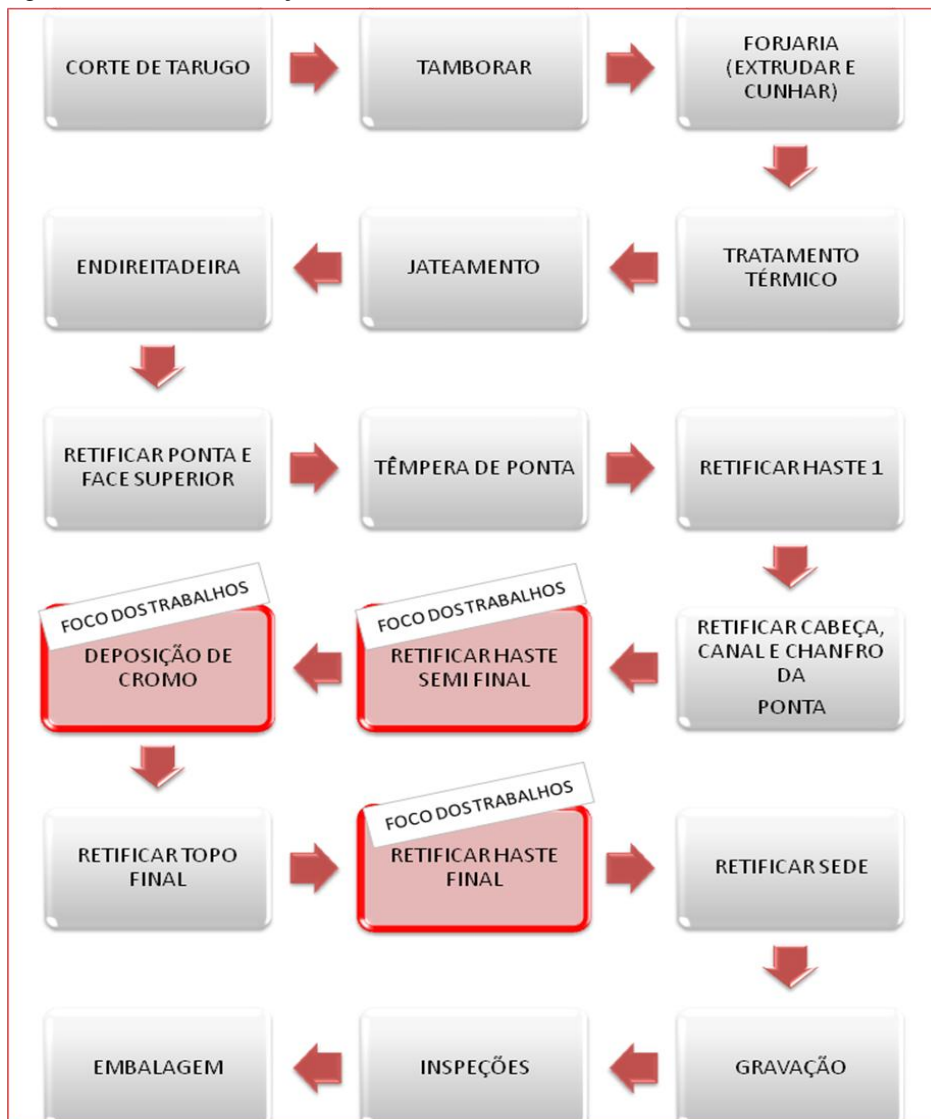 CORTE DE TARUGO
TAMBORAR
FORJARIA
(EXTRUDAR E
CUNHAR)
TRATAMENTO
TÉRMICO
JATEAMENTO
ENDIREITADEIRA
RETIFICAR PONTA E
FACE SUPERIOR
TÊMPERA DE PONTA
RETIFICAR HASTE 1
RETIFICAR CABEÇA,
CANAL E CHANFRO
DA
PONTA
FOCO DOS TRABALHOS
RETIFICAR HASTE
SEMI FINAL
FOCO DOS TRABALHOS
DEPOSIÇÃO DE
CROMO
RETIFICAR TOPO
FINAL
FOCO DOS TRABALHOS
RETIFICAR HASTE
FINAL
RETIFICAR SEDE
GRAVAÇÃO
INSPEÇÕES
EMBALAGEM